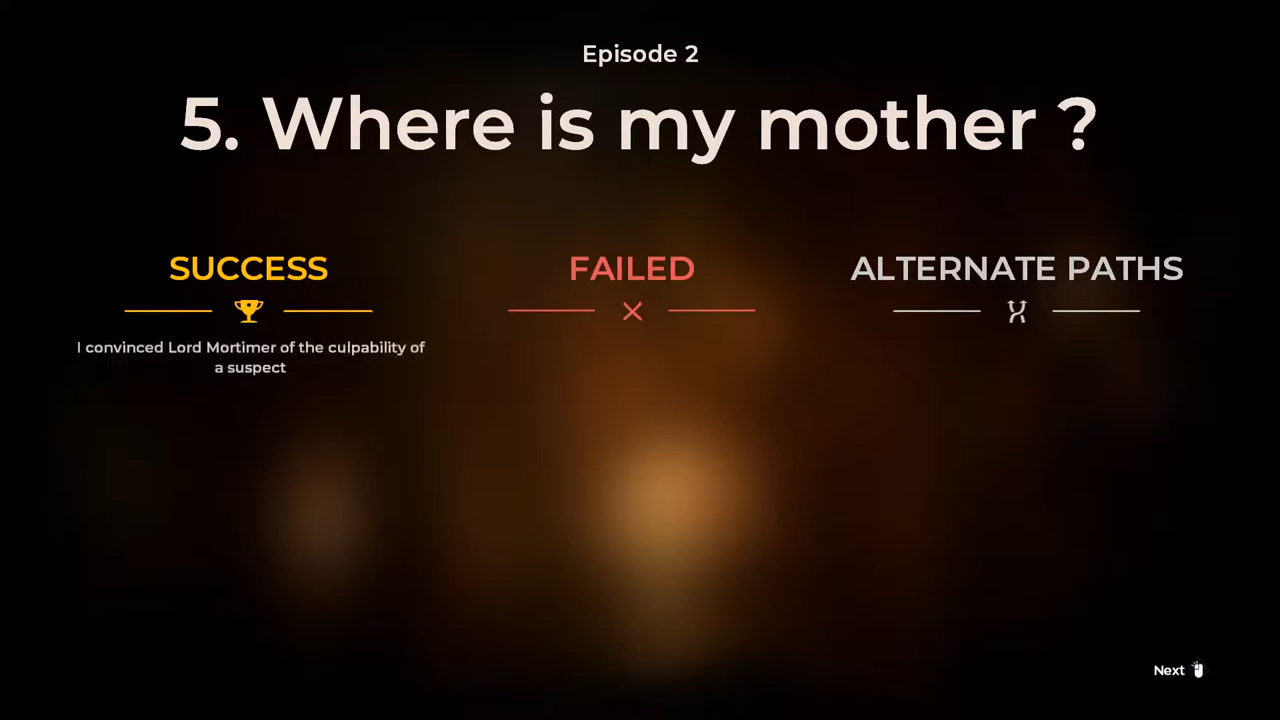 Episode 2
5. Where is my mother ?
SUCCESS
I convinced Lord Mortimer of the culpability of
a suspect
FAILED
ALTERNATE PATHS
Next